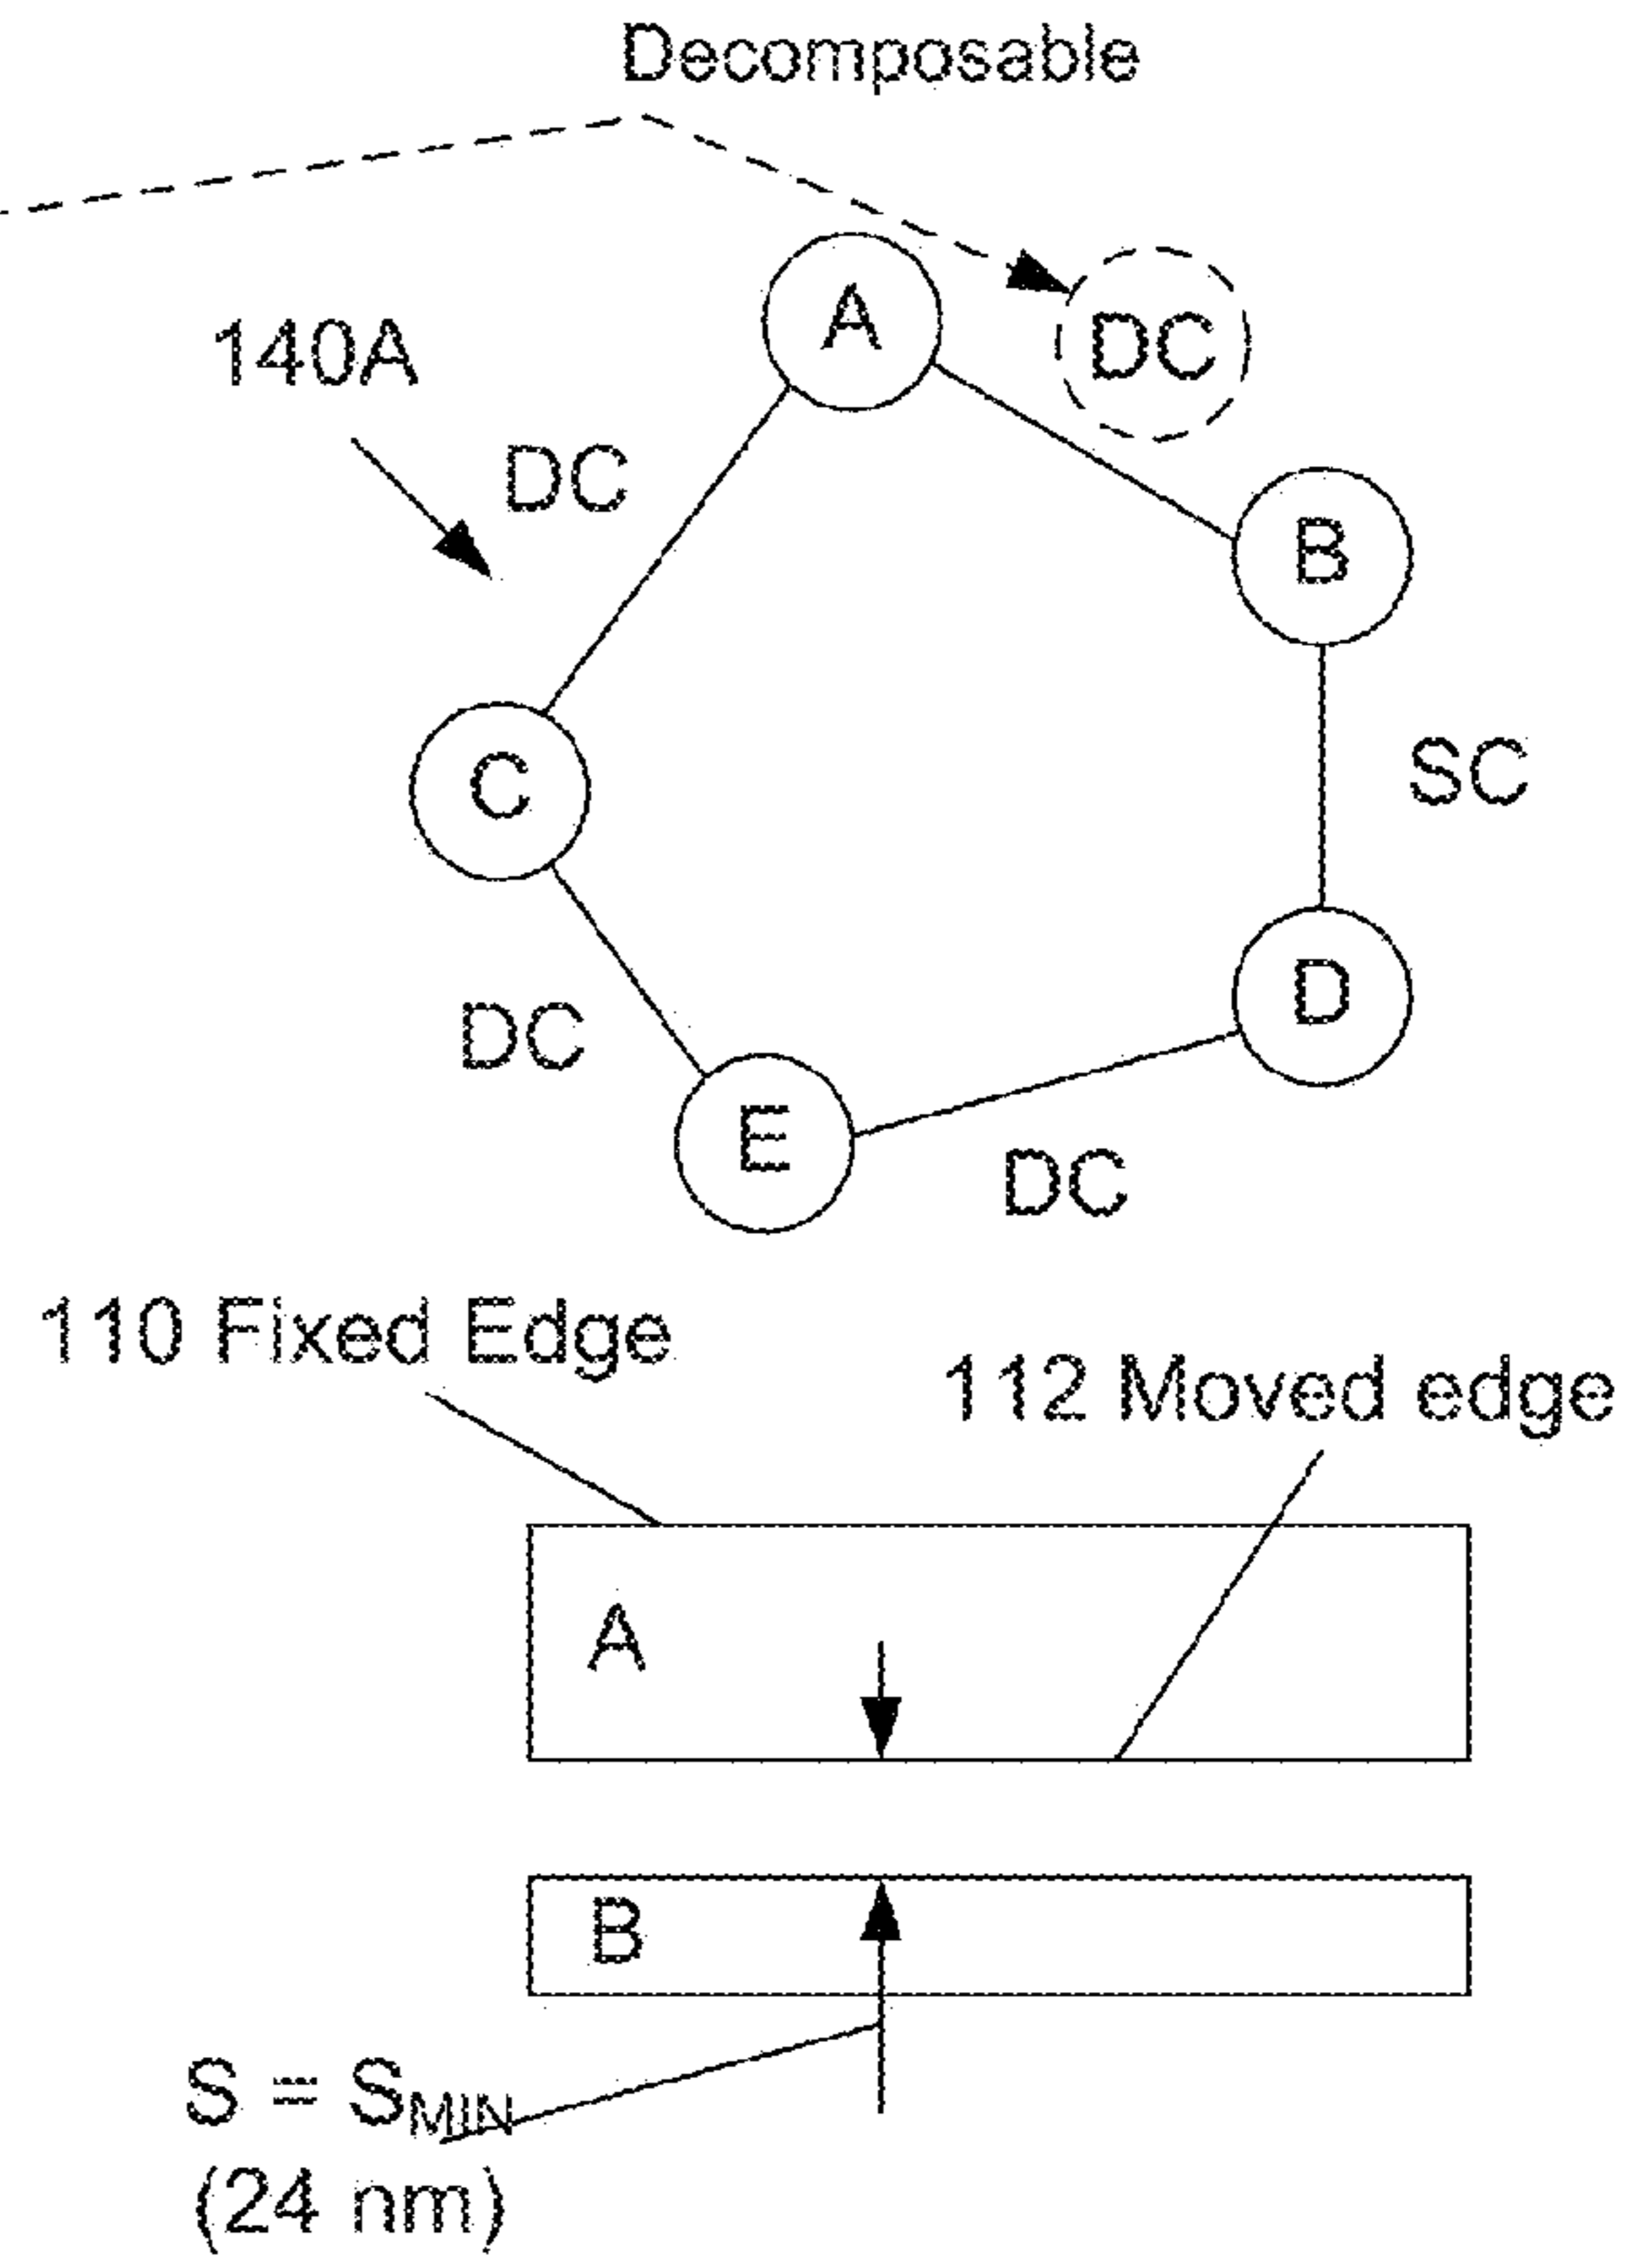 Decomposable
140A
A
DC
DC
B
C
SC
D
DC
E
DC
110 Fixed Edge
112 Moved edge
A
B
S = SMIN
(24 nm)